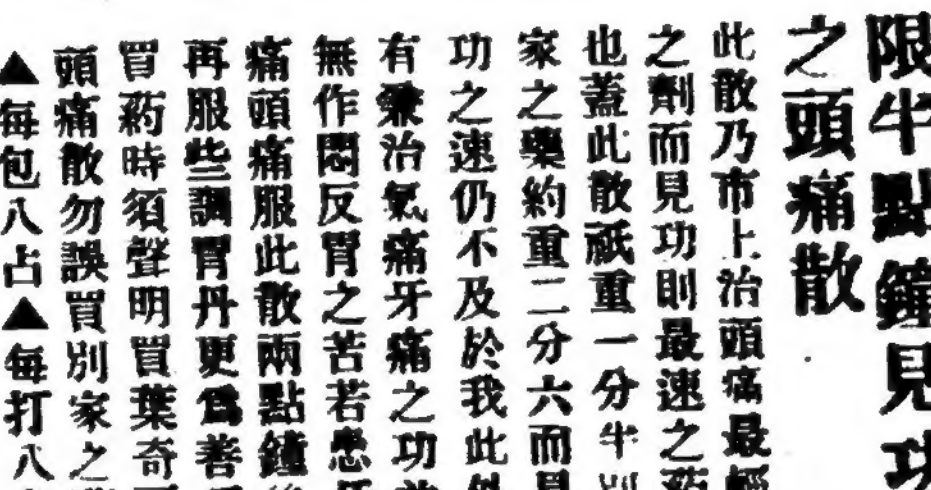 限半點鐘見功
之頭痛散
此散乃市上治頭痛最輕
之劑而見功則最速之葯
也蓋此散祇重一分半別
家之藥約重二分六而見
功之速仍不及於我此
有兼治氣痛牙痛之功
無作悶反胃之苦若患
痛頭痛服此散兩點鐘後
再服些調胃丹更爲善
買葯時須聲明買葉奇
頭痛散勿誤買別家之
▲每包八占▲每打八